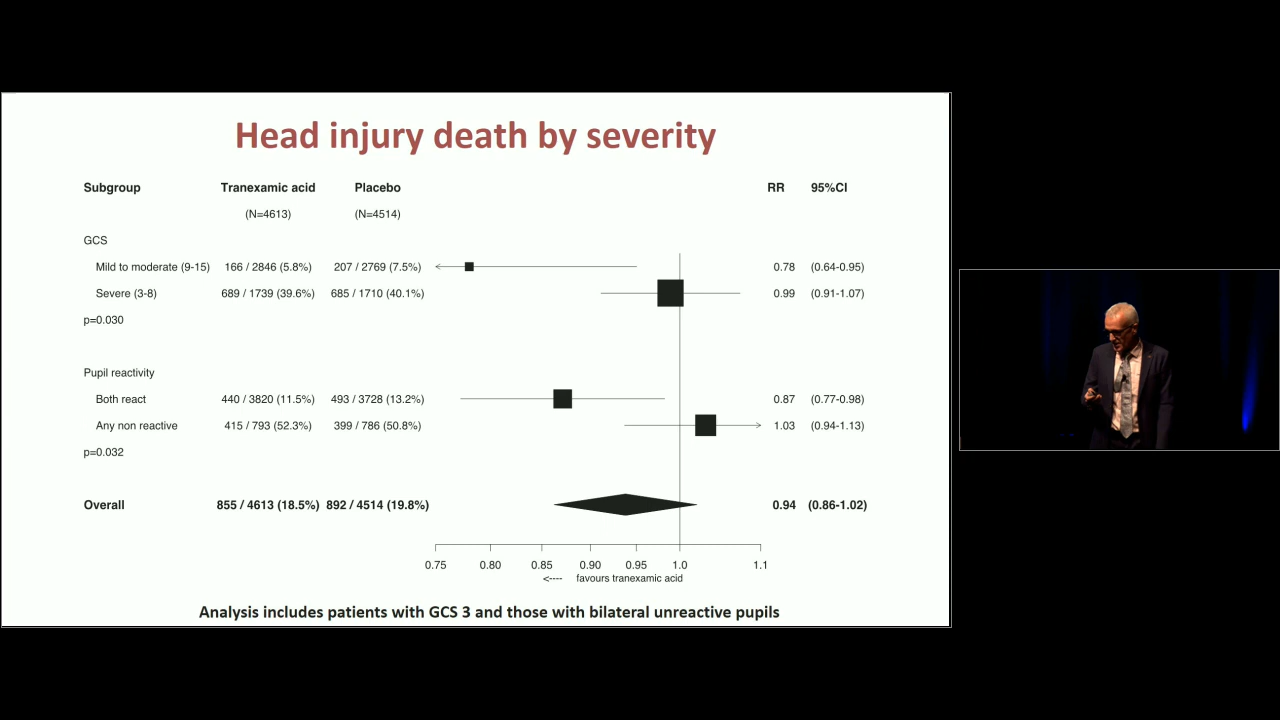 Head injury death by severity
Subgroup Tranexamic acid Placebo RR 95%CI
(N=4613) (N=4514)
GCS
Mild to moderate (9-15) 166 / 2846 (5.8%) 207 / 2769 (7.5%) 0.78 (0.64-0.95)
Severe (3-8) 689 / 1739 (39.6%) 685 / 1710 (40.1%) 0.99 (0.91-1.07)
p=0.030
Pupil reactivity
Both react 440 / 3820 (11.5%) 493 / 3728 (13.2%) 0.87 (0.77-0.98)
Any non reactive 415 / 793 (52.3%) 399 / 786 (50.8%) 1.03 (0.94-1.13)
p=0.032
Overall 855 / 4613 (18.5%) 892 / 4514 (19.8%) 0.94 (0.86-1.02)
0.75 0.80 0.85 0.90 0.95 1.0 1.1
<---- favours tranexamic acid
Analysis includes patients with GCS 3 and those with bilateral unreactive pupils